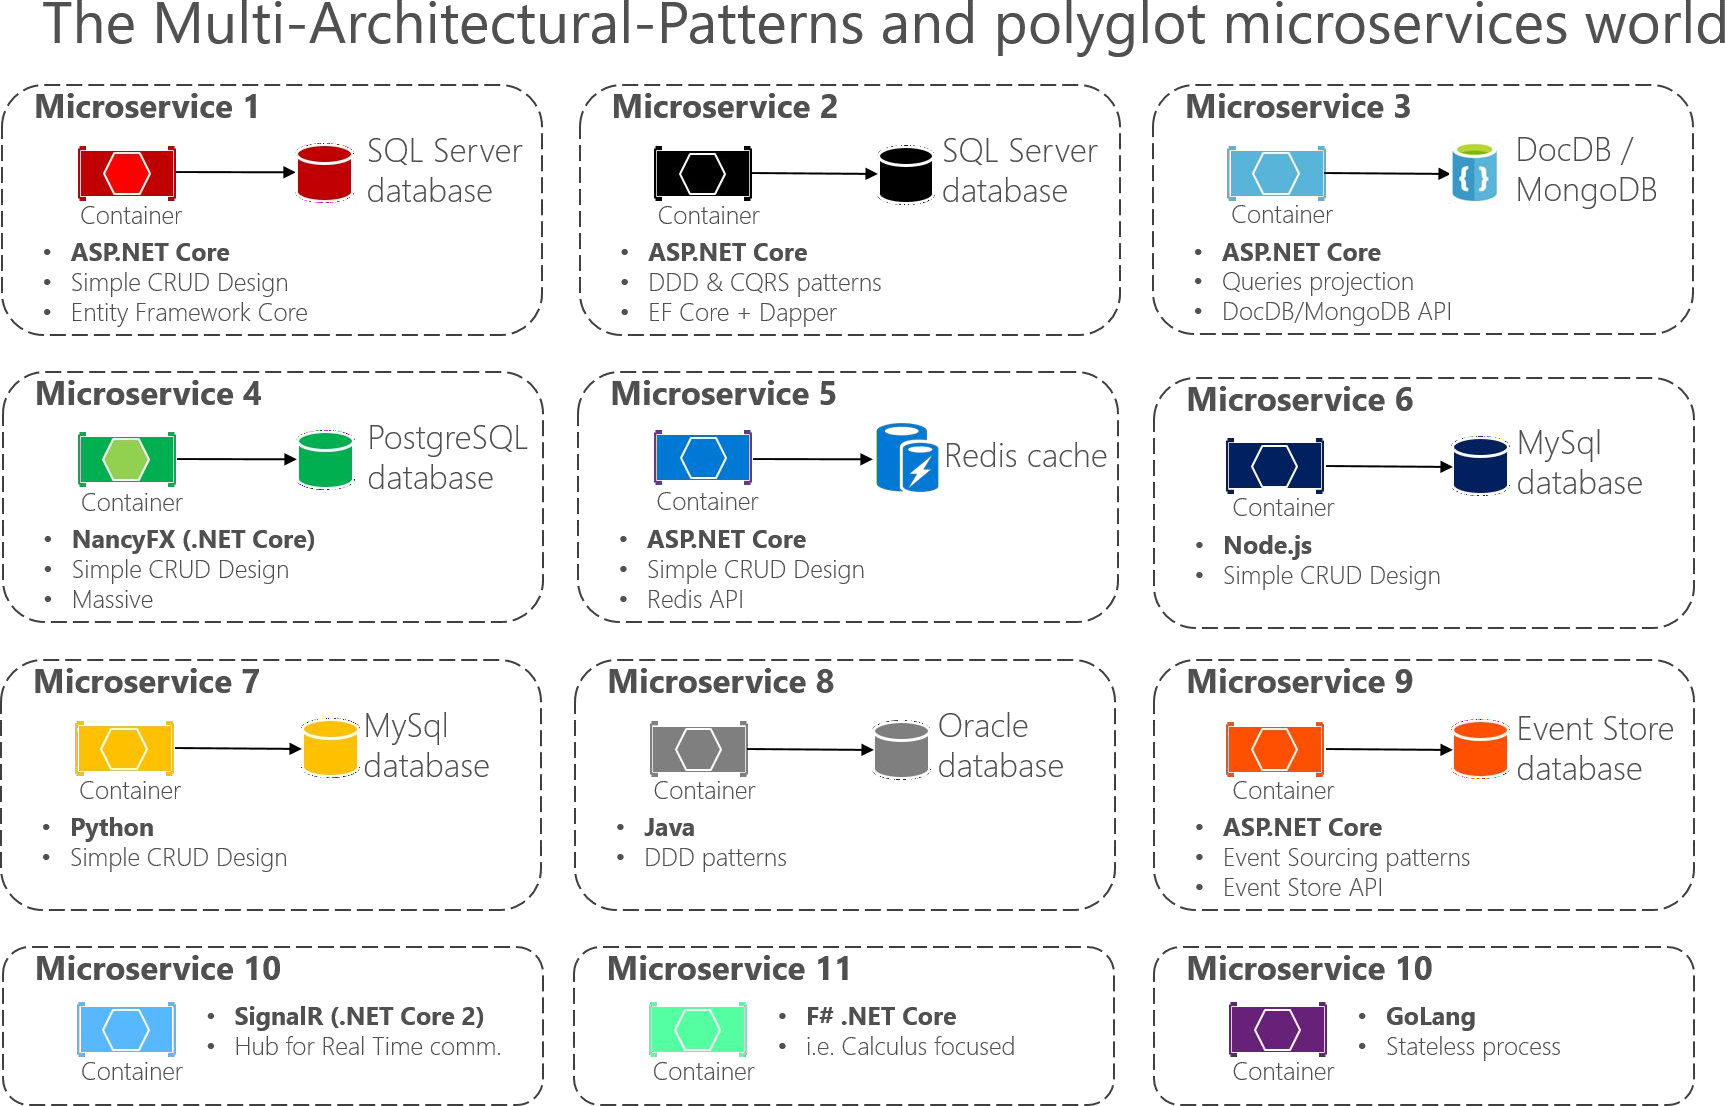 The Multi-Architectural-Patterns and polyglot microservices world
Microservice 1
SQL Server
database
Container
• ASP.NET Core
• Simple CRUD Design
• Entity Framework Core
Microservice 2
SQL Server
database
Container
• ASP.NET Core
• DDD & CQRS patterns
• EF Core + Dapper
Microservice 3
DocDB /
MongoDB
{ }
Container
• ASP.NET Core
• Queries projection
• DocDB/MongoDB API
Microservice 4
PostgreSQL
database
Container
• NancyFX (.NET Core)
• Simple CRUD Design
• Massive
Microservice 5
Redis cache
Container
• ASP.NET Core
• Simple CRUD Design
• Redis API
Microservice 6
MySql
database
Container
• Node.js
• Simple CRUD Design
Microservice 7
MySql
database
Container
• Python
• Simple CRUD Design
Microservice 8
Oracle
database
Container
• Java
• DDD patterns
Microservice 9
Event Store
database
Container
• ASP.NET Core
• Event Sourcing patterns
• Event Store API
Microservice 10
• SignalR (.NET Core 2)
• Hub for Real Time comm.
Container
Microservice 11
• F# .NET Core
• i.e. Calculus focused
Container
Microservice 10
• GoLang
• Stateless process
Container